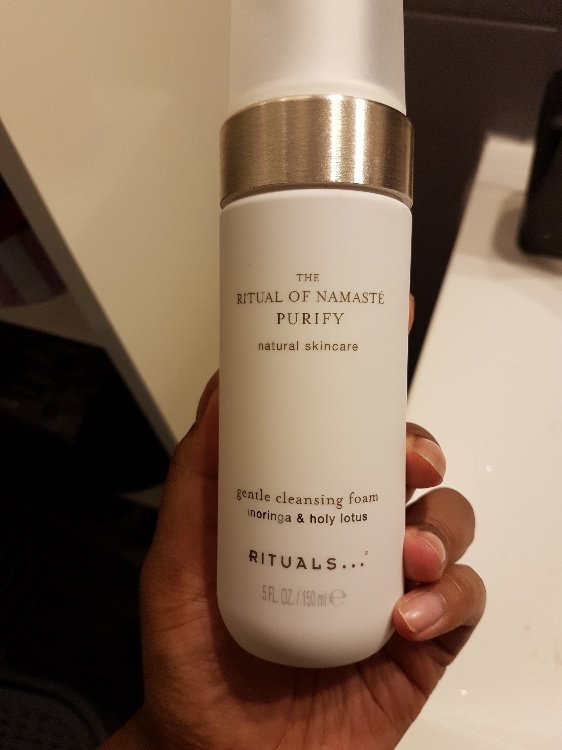 THE
RITUAL OF NAMASTÉ
PURIFY
natural skincare
gentle cleansing foam
moringa & holy lotus
RITUALS...®
5 FL. OZ. / 150 ml ℮